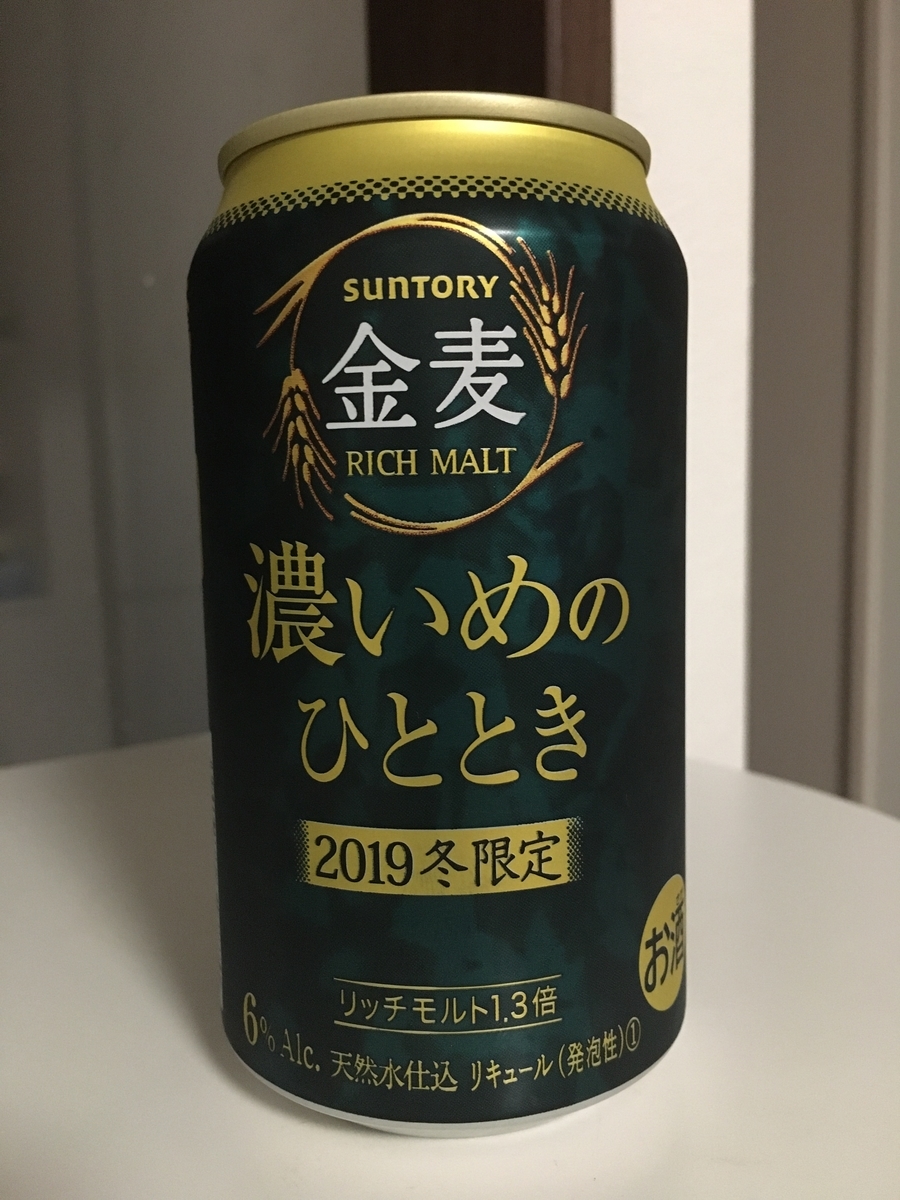 SUNTORY
金麦
RICH MALT
濃いめの
ひととき
2019冬限定
お酒
リッチモルト1.3倍
6% Alc. 天然水仕込 リキュール(発泡性)①